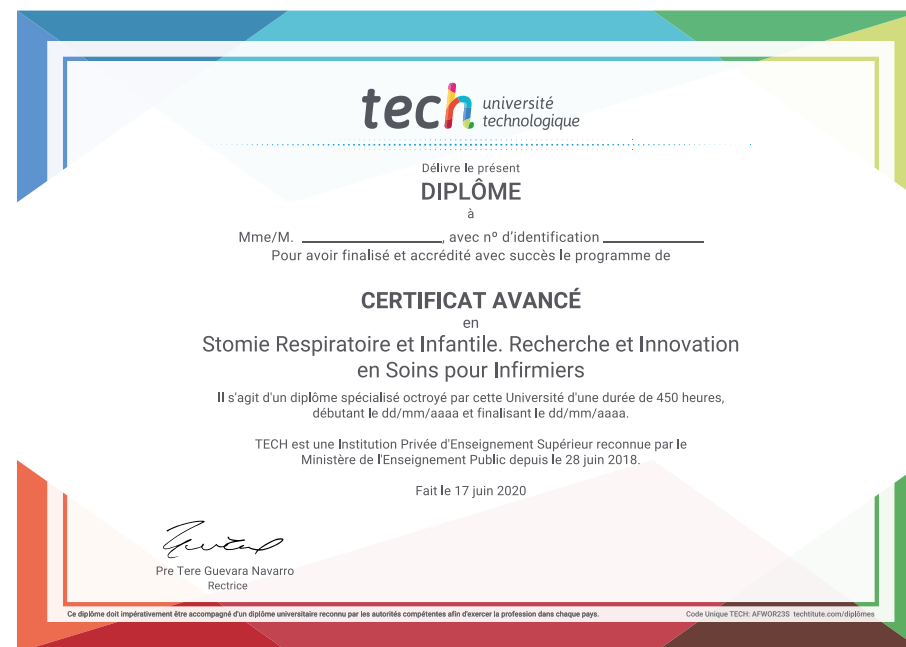 tech université
technologique
Délivre le présent
DIPLÔME
à
Mme/M. ____________________, avec nº d'identification ______________
Pour avoir finalisé et accrédité avec succès le programme de
CERTIFICAT AVANCÉ
en
Stomie Respiratoire et Infantile. Recherche et Innovation
en Soins pour Infirmiers
Il s'agit d'un diplôme spécialisé octroyé par cette Université d'une durée de 450 heures,
débutant le dd/mm/aaaa et finalisant le dd/mm/aaaa.
TECH est une Institution Privée d'Enseignement Supérieur reconnue par le
Ministère de l'Enseignement Public depuis le 28 juin 2018.
Fait le 17 juin 2020
Pre Tere Guevara Navarro
Rectrice
Ce diplôme doit impérativement être accompagné d'un diplôme universitaire reconnu par les autorités compétentes afin d'exercer la profession dans chaque pays.
Code Unique TECH: AFWOR23S techtitute.com/diplômes